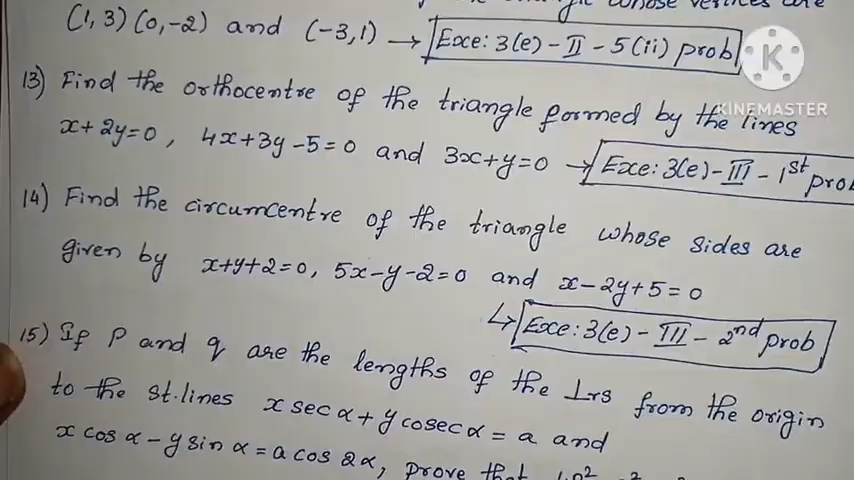 whose vertices are
(1,3) (0,-2) and (-3,1) → Exe: 3(e) - II - 5(ii) prob
KINEMASTER
13) Find the orthocentre of the triangle formed by the lines
x+2y=0, 4x+3y-5=0 and 3x+y=0 → Exe: 3(e) - III - 1st prob
14) Find the circumcentre of the triangle whose sides are
given by x+y+2=0, 5x-y-2=0 and x-2y+5=0
↳ Exe: 3(e) - III - 2nd prob
15) If P and q are the lengths of the ⊥rs from the origin
to the st.lines x sec α + y cosec α = a and
x cos α - y sin α = a cos 2α, prove that